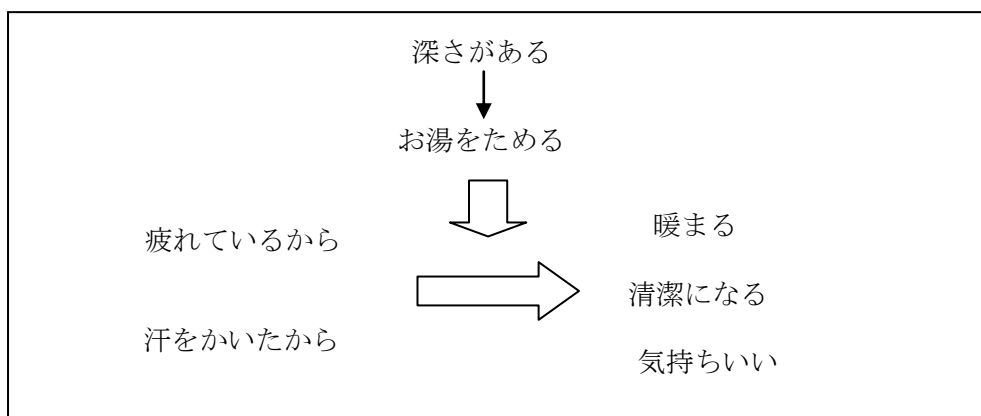 深さがある
お湯をためる
疲れているから
汗をかいたから
暖まる
清潔になる
気持ちいい